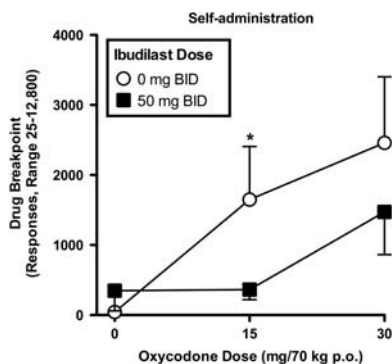 Self-administration
Ibudilast Dose
0 mg BID
50 mg BID
*
Drug Breakpoint
(Responses, Range 25-12,800)
4000
3000
2000
1000
0
0
15
30
Oxycodone Dose (mg/70 kg p.o.)